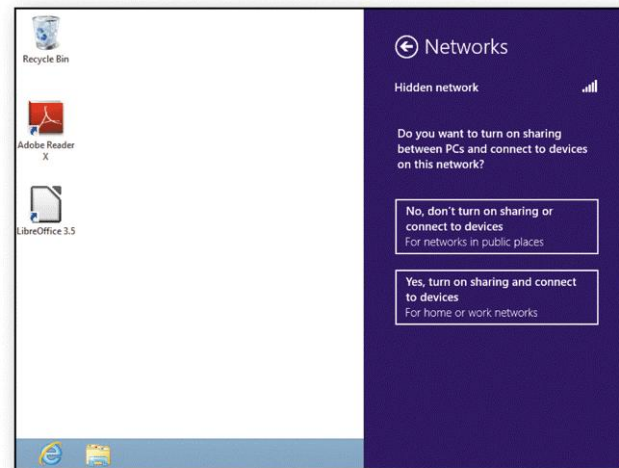 Recycle Bin
Adobe Reader
X
LibreOffice 3.5
Networks
Hidden network
Do you want to turn on sharing
between PCs and connect to devices
on this network?
No, don't turn on sharing or
connect to devices
For networks in public places
Yes, turn on sharing and connect
to devices
For home or work networks